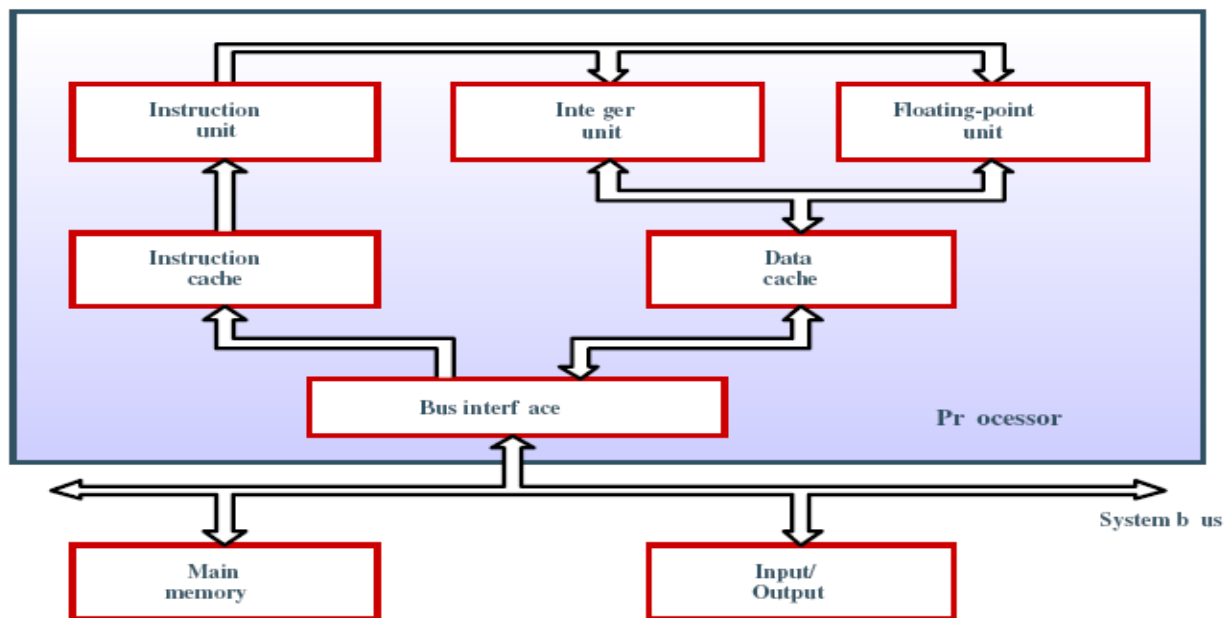 Instruction
unit
Inte ger
unit
Floating-point
unit
Instruction
cache
Data
cache
Bus interf ace
Pr ocessor
System b us
Main
memory
Input/
Output